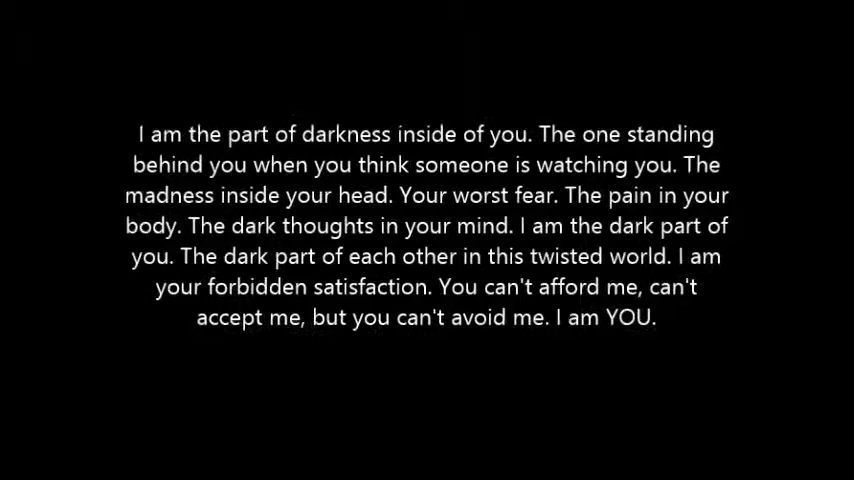 I am the part of darkness inside of you. The one standing
behind you when you think someone is watching you. The
madness inside your head. Your worst fear. The pain in your
body. The dark thoughts in your mind. I am the dark part of
you. The dark part of each other in this twisted world. I am
your forbidden satisfaction. You can't afford me, can't
accept me, but you can't avoid me. I am YOU.